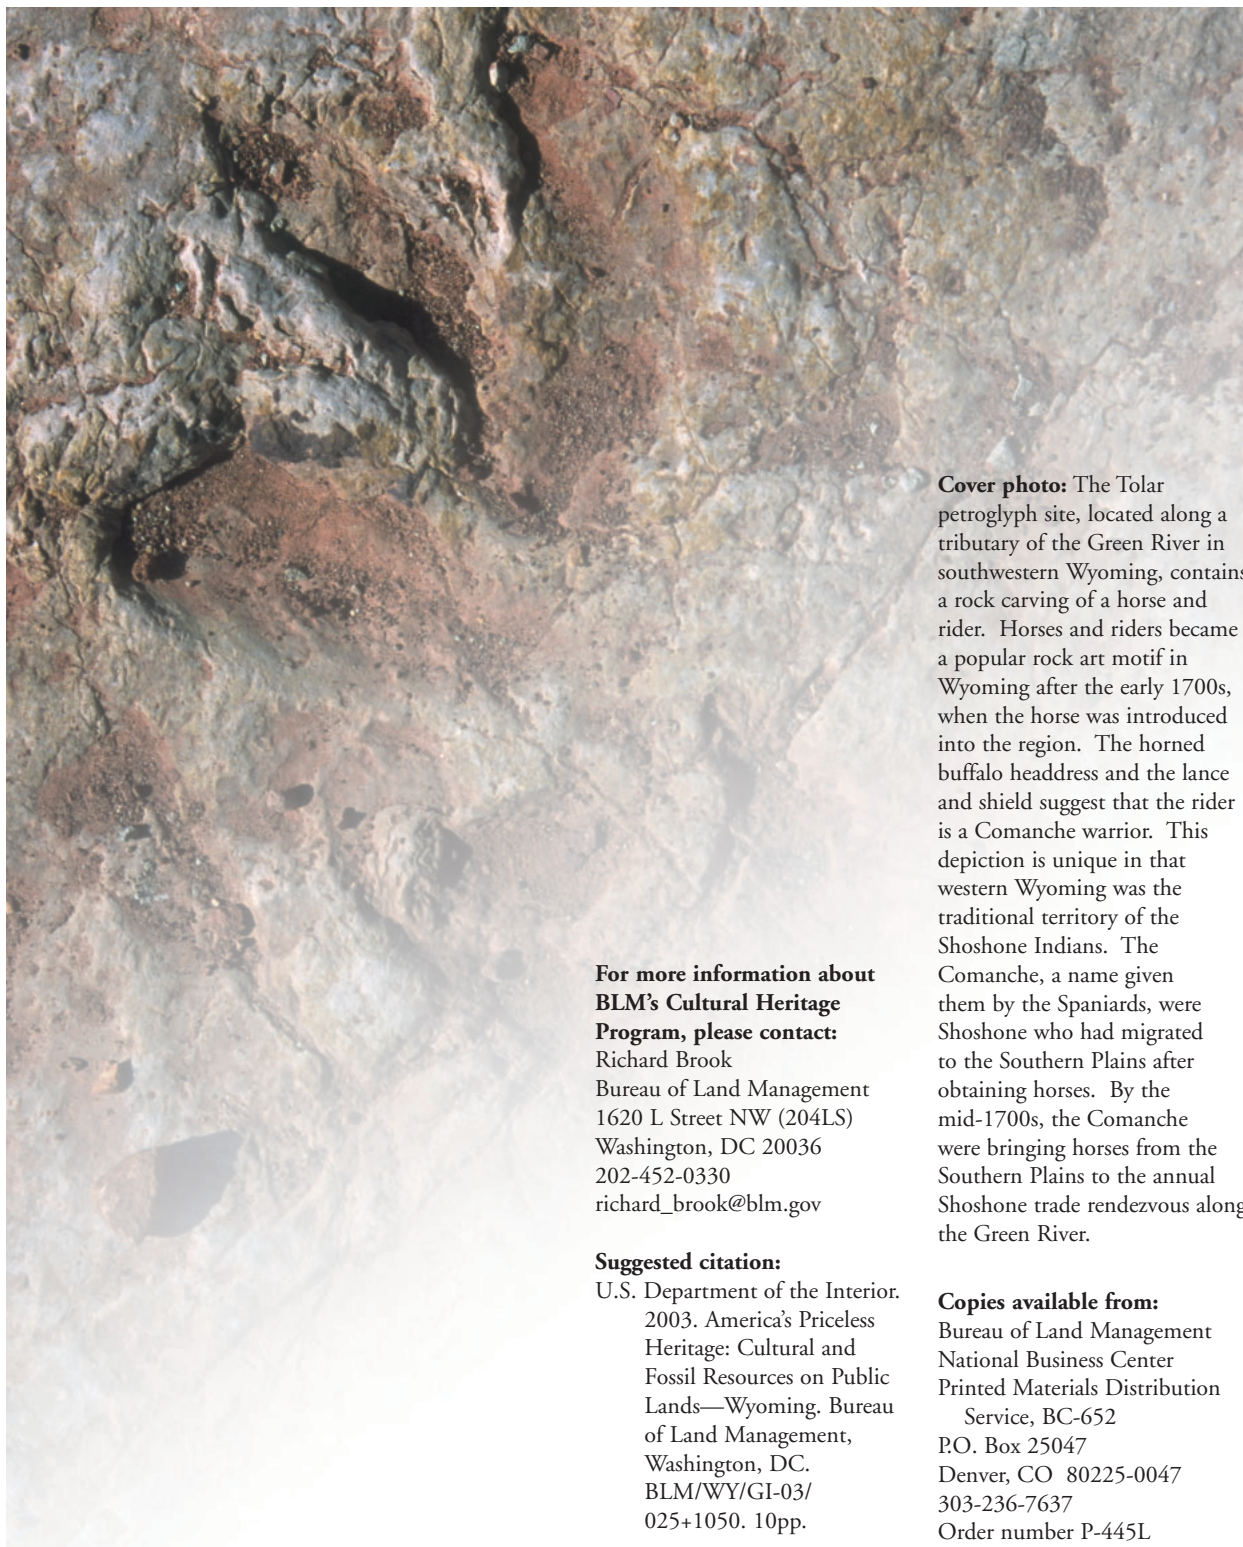 Cover photo: The Tolar
petroglyph site, located along a
tributary of the Green River in
southwestern Wyoming, contains
a rock carving of a horse and
rider.  Horses and riders became
a popular rock art motif in
Wyoming after the early 1700s,
when the horse was introduced
into the region.  The horned
buffalo headdress and the lance
and shield suggest that the rider
is a Comanche warrior.  This
depiction is unique in that
western Wyoming was the
traditional territory of the
Shoshone Indians.  The
Comanche, a name given
them by the Spaniards, were
Shoshone who had migrated
to the Southern Plains after
obtaining horses.  By the
mid-1700s, the Comanche
were bringing horses from the
Southern Plains to the annual
Shoshone trade rendezvous along
the Green River.
For more information about
BLM's Cultural Heritage
Program, please contact:
Richard Brook
Bureau of Land Management
1620 L Street NW (204LS)
Washington, DC 20036
202-452-0330
richard_brook@blm.gov
Suggested citation:
U.S. Department of the Interior.
2003. America's Priceless
Heritage: Cultural and
Fossil Resources on Public
Lands—Wyoming. Bureau
of Land Management,
Washington, DC.
BLM/WY/GI-03/
025+1050. 10pp.
Copies available from:
Bureau of Land Management
National Business Center
Printed Materials Distribution
Service, BC-652
P.O. Box 25047
Denver, CO  80225-0047
303-236-7637
Order number P-445L